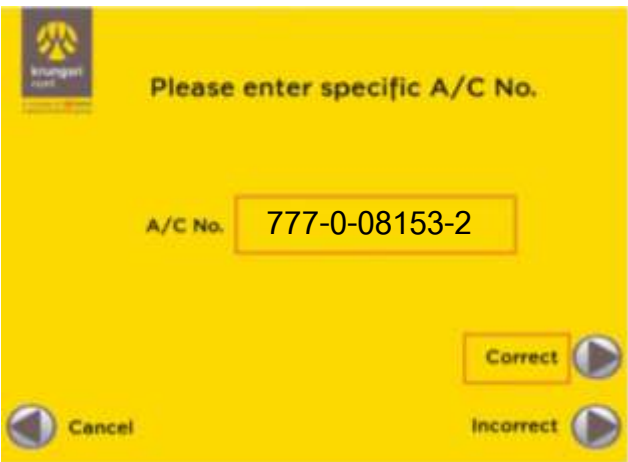 krungsri
Please enter specific A/C No.
A/C No. 777-0-08153-2
Correct
Cancel
Incorrect